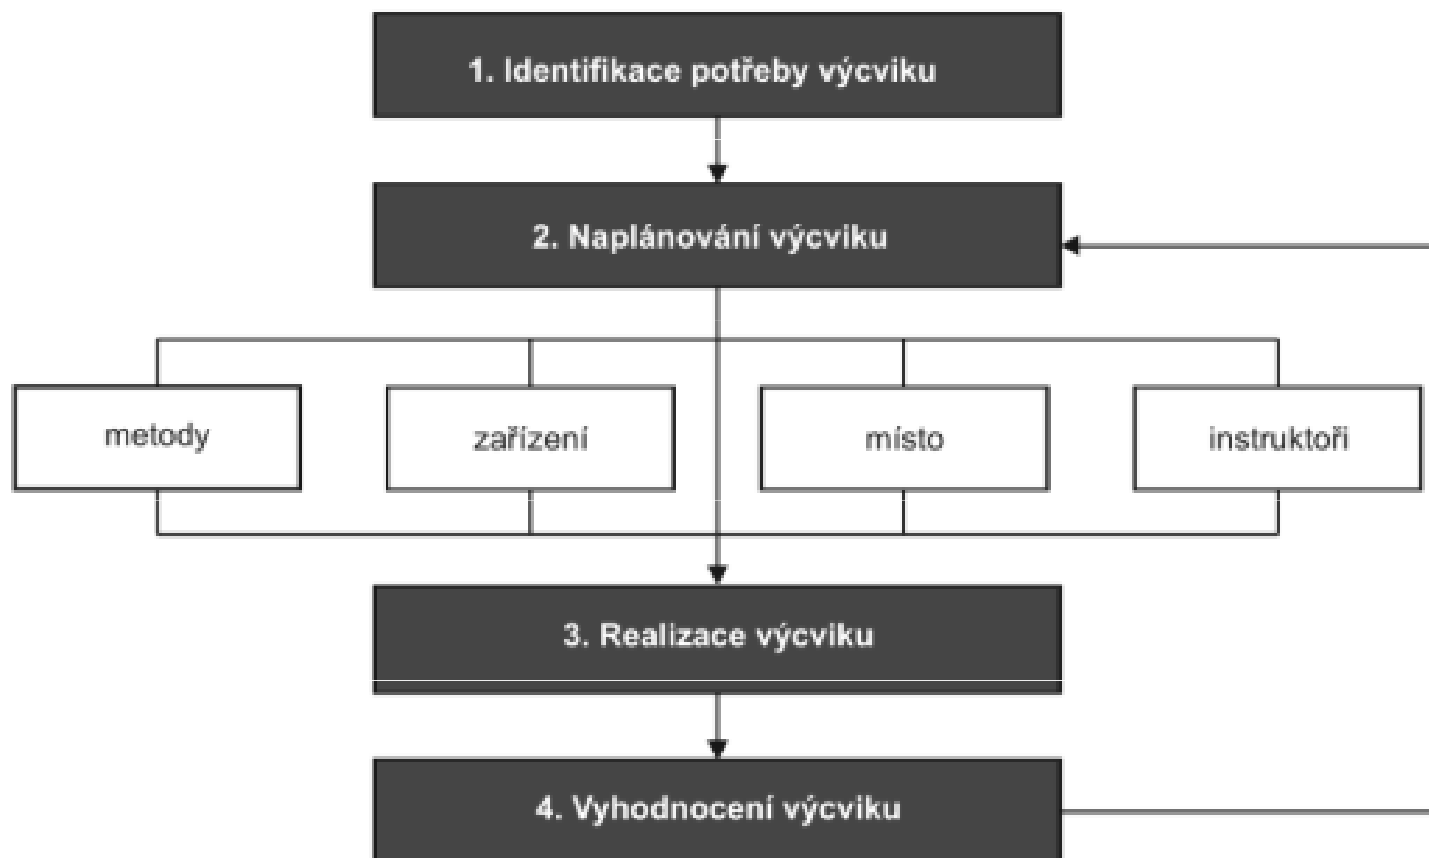 1. Identifikace potřeby výcviku
2. Naplánování výcviku
metody
zařízení
místo
instruktoři
3. Realizace výcviku
4. Vyhodnocení výcviku